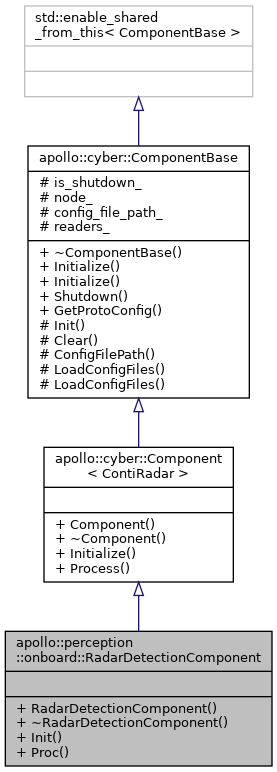 std::enable_shared
_from_this< ComponentBase >
apollo::cyber::ComponentBase
# is_shutdown_
# node_
# config_file_path_
# readers_
+ ~ComponentBase()
+ Initialize()
+ Initialize()
+ Shutdown()
+ GetProtoConfig()
# Init()
# Clear()
# ConfigFilePath()
# LoadConfigFiles()
# LoadConfigFiles()
apollo::cyber::Component
< ContiRadar >
+ Component()
+ ~Component()
+ Initialize()
+ Process()
apollo::perception
::onboard::RadarDetectionComponent
+ RadarDetectionComponent()
+ ~RadarDetectionComponent()
+ Init()
+ Proc()